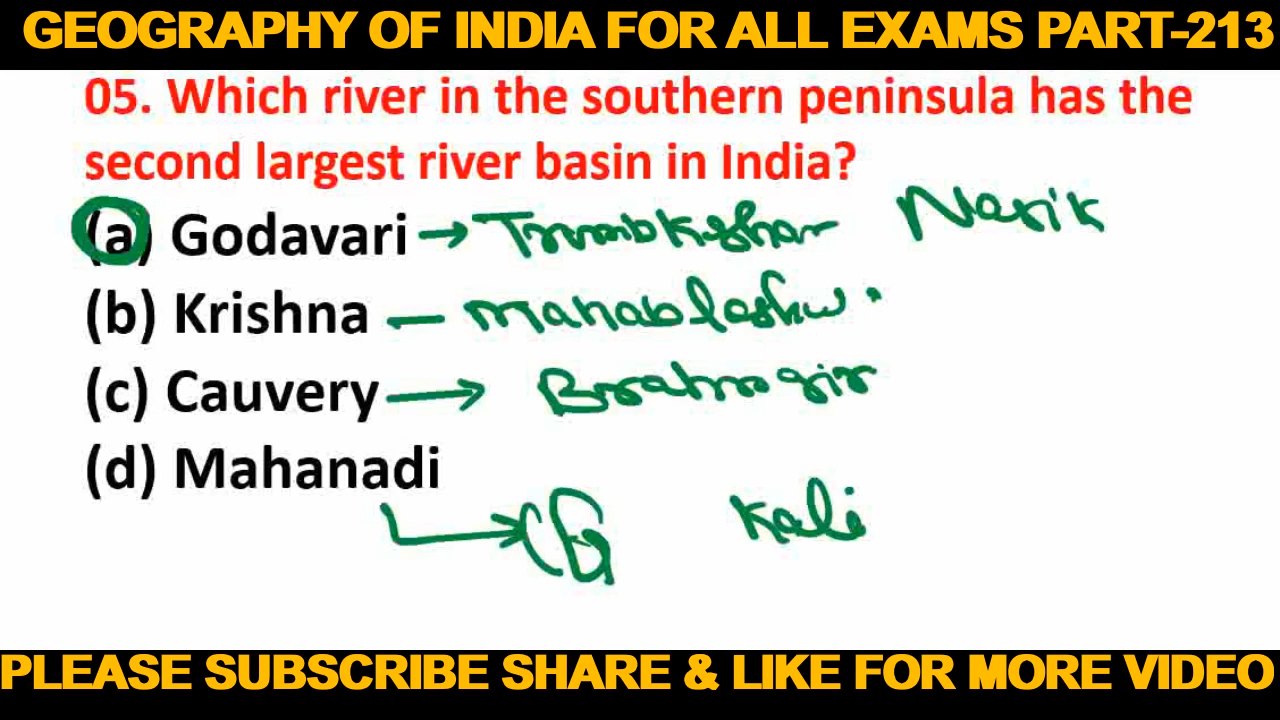 GEOGRAPHY OF INDIA FOR ALL EXAMS PART-213
05. Which river in the southern peninsula has the
second largest river basin in India?
(a) Godavari → Nasik
(b) Krishna —
(c) Cauvery →
(d) Mahanadi
CG Kali
PLEASE SUBSCRIBE SHARE & LIKE FOR MORE VIDEO